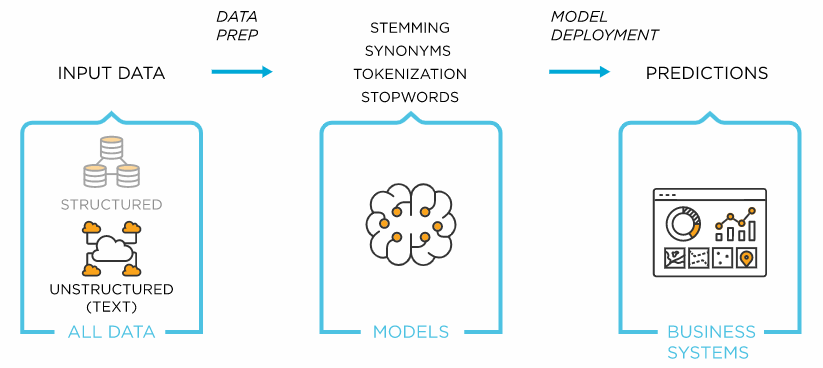 DATA
PREP
MODEL
DEPLOYMENT
INPUT DATA
STEMMING
SYNONYMS
TOKENIZATION
STOPWORDS
PREDICTIONS
STRUCTURED
UNSTRUCTURED
(TEXT)
ALL DATA
MODELS
BUSINESS
SYSTEMS